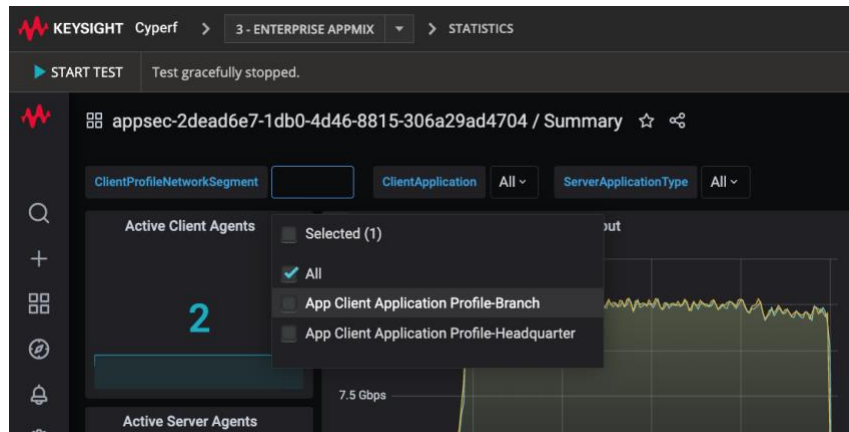 KEYSIGHT Cyperf > 3 - ENTERPRISE APPMIX > STATISTICS
START TEST Test gracefully stopped.
appsec-2dead6e7-1db0-4d46-8815-306a29ad4704 / Summary
ClientProfileNetworkSegment ClientApplication All ServerApplicationType All
Active Client Agents
out
Selected (1)
All
App Client Application Profile-Branch
App Client Application Profile-Headquarter
2
7.5 Gbps
Active Server Agents